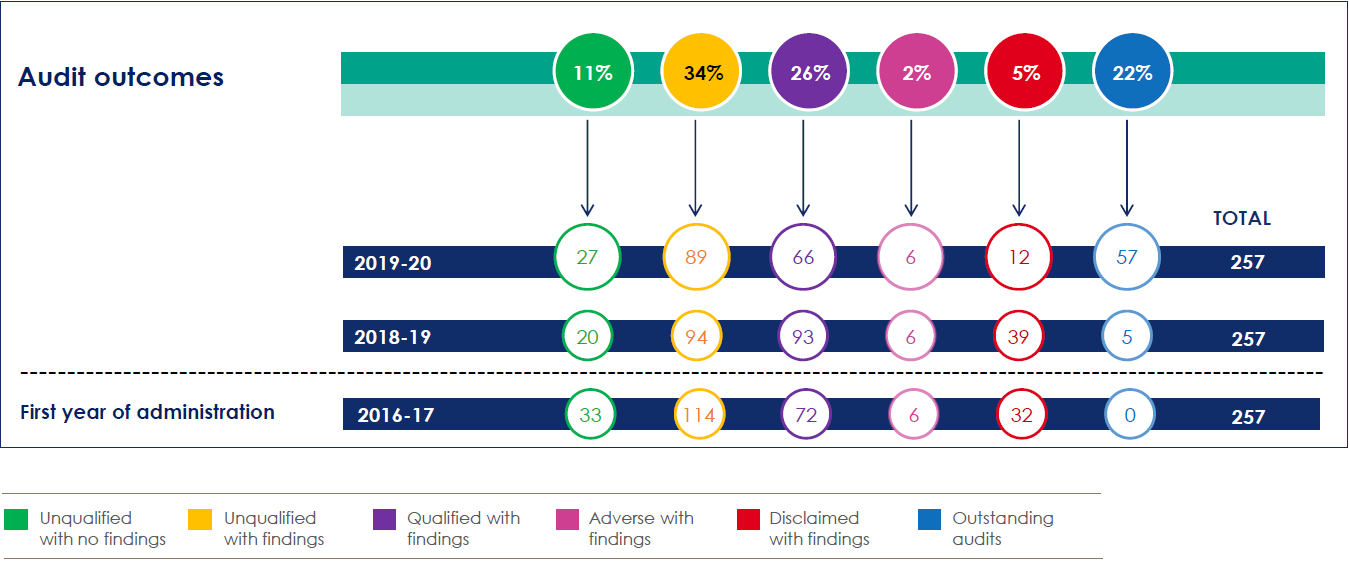 Audit outcomes
11% 34% 26% 2% 5% 22%
TOTAL
2019-20 27 89 66 6 12 57 257
2018-19 20 94 93 6 39 5 257
First year of administration 2016-17 33 114 72 6 32 0 257
Unqualified with no findings
Unqualified with findings
Qualified with findings
Adverse with findings
Disclaimed with findings
Outstanding audits